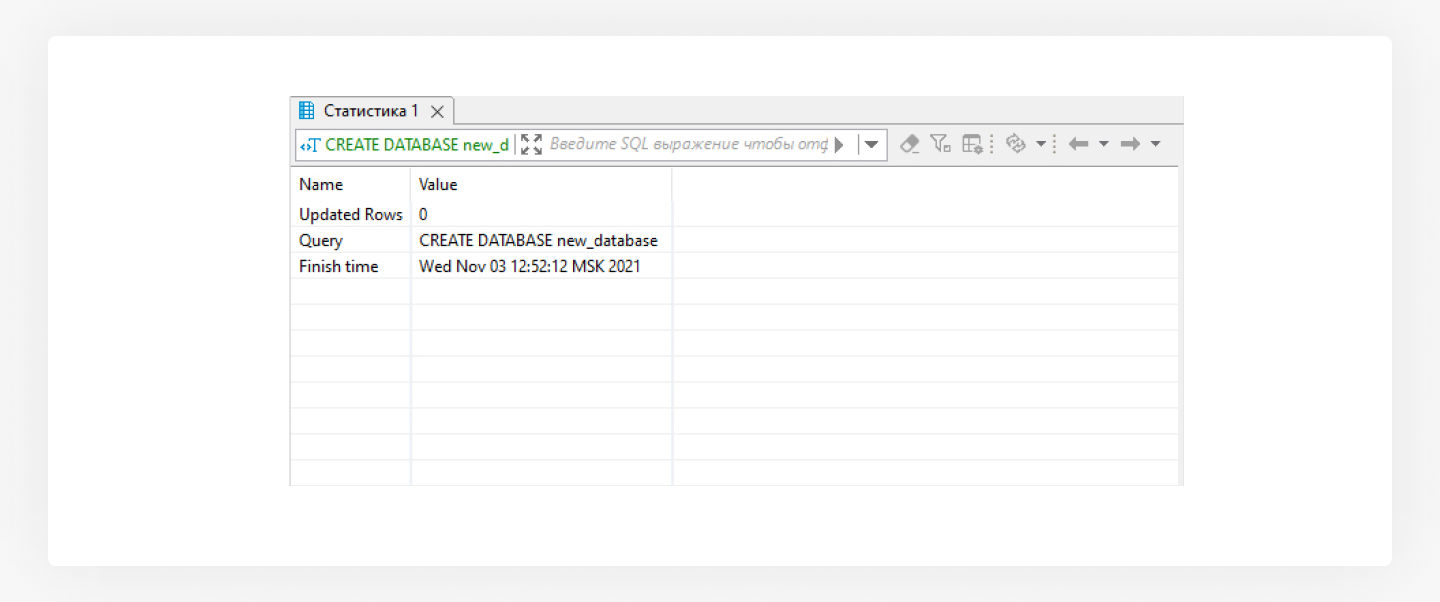 Статистика 1
CREATE DATABASE new_d Введите SQL выражение чтобы отф
Name Value
Updated Rows 0
Query CREATE DATABASE new_database
Finish time Wed Nov 03 12:52:12 MSK 2021